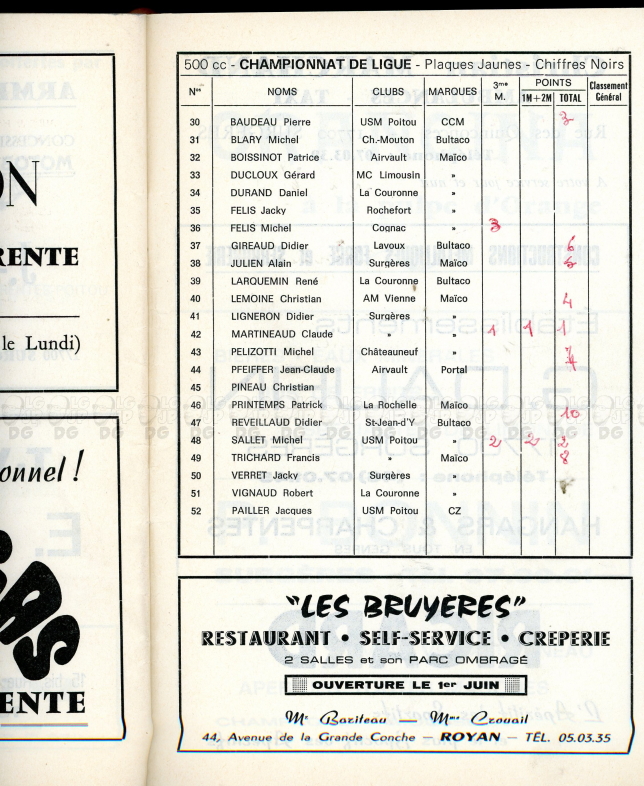 ON
RENTE
le Lundi)
onnel !
ENTE
500 cc - CHAMPIONNAT DE LIGUE - Plaques Jaunes - Chiffres Noirs
Nos NOMS CLUBS MARQUES 3me M. POINTS 1M+2M TOTAL Classement Général
30 BAUDEAU Pierre USM Poitou CCM 3
31 BLARY Michel Ch.-Mouton Bultaco
32 BOISSINOT Patrice Airvault Maïco
33 DUCLOUX Gérard MC Limousin »
34 DURAND Daniel La Couronne »
35 FELIS Jacky Rochefort »
36 FELIS Michel Cognac » 3
37 GIREAUD Didier Lavoux Bultaco 6
38 JULIEN Alain Surgères Maïco 5
39 LARQUEMIN René La Couronne Bultaco
40 LEMOINE Christian AM Vienne Maïco 4
41 LIGNERON Didier Surgères »
42 MARTINEAUD Claude » » 1 1 1
43 PELIZOTTI Michel Châteauneuf »
44 PFEIFFER Jean-Claude Airvault Portal
45 PINEAU Christian
46 PRINTEMPS Patrick La Rochelle Maïco
47 REVEILLAUD Didier St-Jean-d'Y Bultaco 10
48 SALLET Michel USM Poitou » 2 2 2
49 TRICHARD Francis » Maïco 8
50 VERRET Jacky Surgères »
51 VIGNAUD Robert La Couronne »
52 PAILLER Jacques USM Poitou CZ
"LES BRUYERES"
RESTAURANT • SELF-SERVICE • CREPERIE
2 SALLES et son PARC OMBRAGÉ
OUVERTURE LE 1er JUIN
Mr Bariteau — Mme Crouail
44, Avenue de la Grande Conche – ROYAN – TÉL. 05.03.35